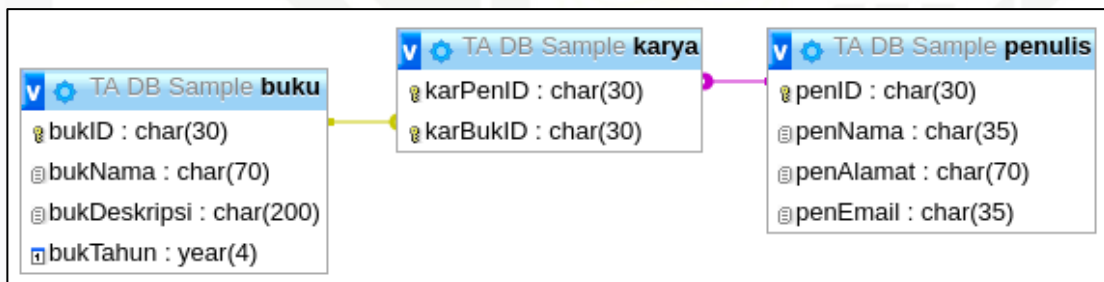 TA DB Sample buku
bukID : char(30)
bukNama : char(70)
bukDeskripsi : char(200)
bukTahun : year(4)
TA DB Sample karya
karPenID : char(30)
karBukID : char(30)
TA DB Sample penulis
penID : char(30)
penNama : char(35)
penAlamat : char(70)
penEmail : char(35)